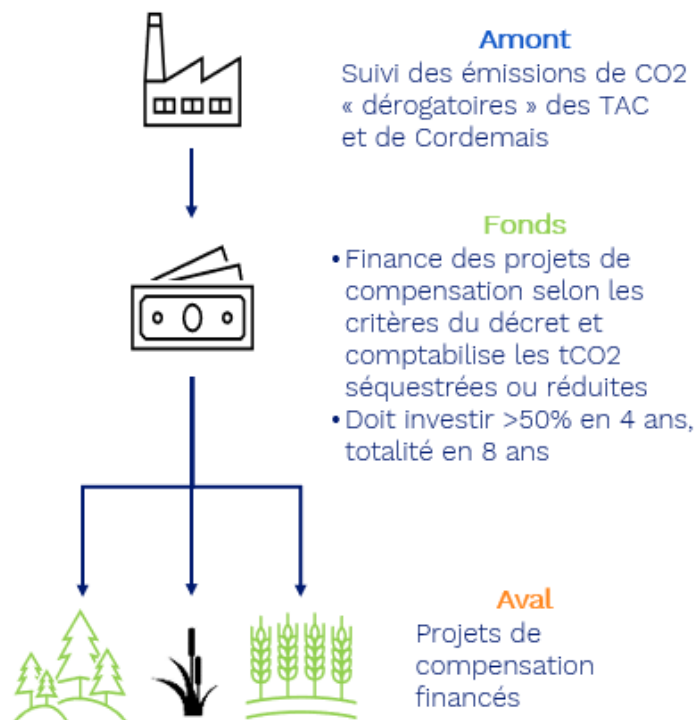 Amont
Suivi des émissions de CO2
« dérogatoires » des TAC
et de Cordemais
Fonds
•Finance des projets de
compensation selon les
critères du décret et
comptabilise les tCO2
séquestrées ou réduites
•Doit investir >50% en 4 ans,
totalité en 8 ans
Aval
Projets de
compensation
financés